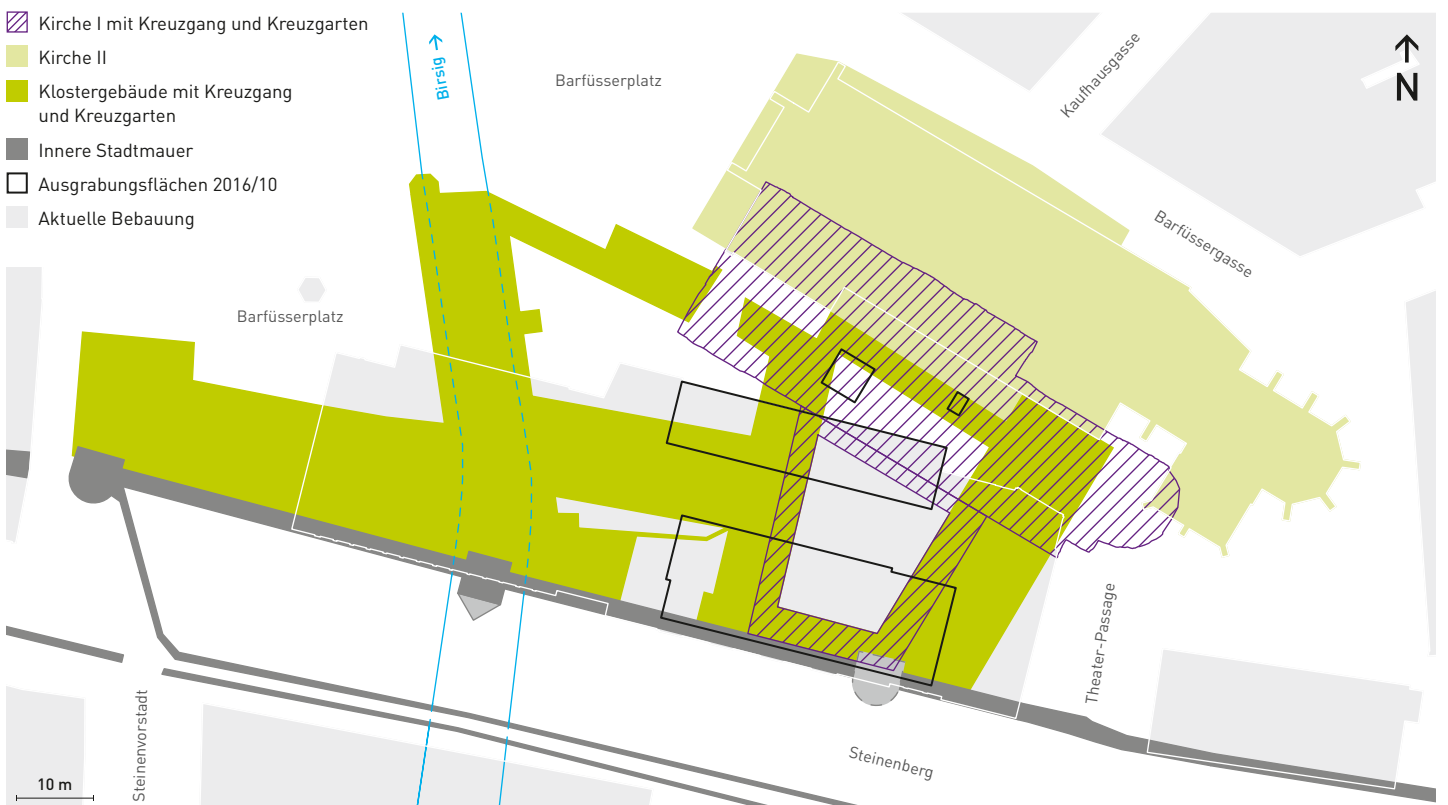 Kirche I mit Kreuzgang und Kreuzgarten
Kirche II
Klostergebäude mit Kreuzgang
und Kreuzgarten
Innere Stadtmauer
Ausgrabungsflächen 2016/10
Aktuelle Bebauung
Birsig →
Barfüsserplatz
Kaufhausgasse
N
Barfüssergasse
Barfüsserplatz
Theater-Passage
Steinenvorstadt
Steinenberg
10 m